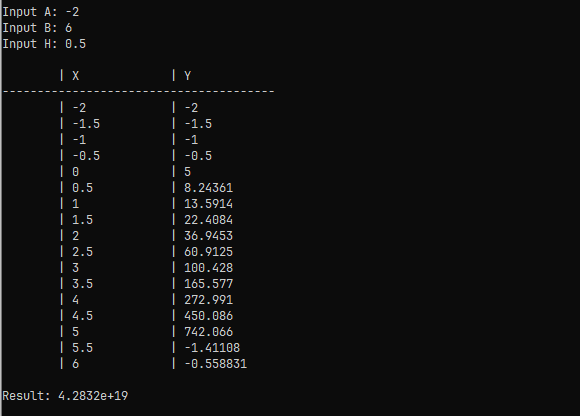 Input A: -2
Input B: 6
Input H: 0.5
| X | Y
---------------------------------------
| -2 | -2
| -1.5 | -1.5
| -1 | -1
| -0.5 | -0.5
| 0 | 5
| 0.5 | 8.24361
| 1 | 13.5914
| 1.5 | 22.4084
| 2 | 36.9453
| 2.5 | 60.9125
| 3 | 100.428
| 3.5 | 165.577
| 4 | 272.991
| 4.5 | 450.086
| 5 | 742.066
| 5.5 | -1.41108
| 6 | -0.558831
Result: 4.2832e+19